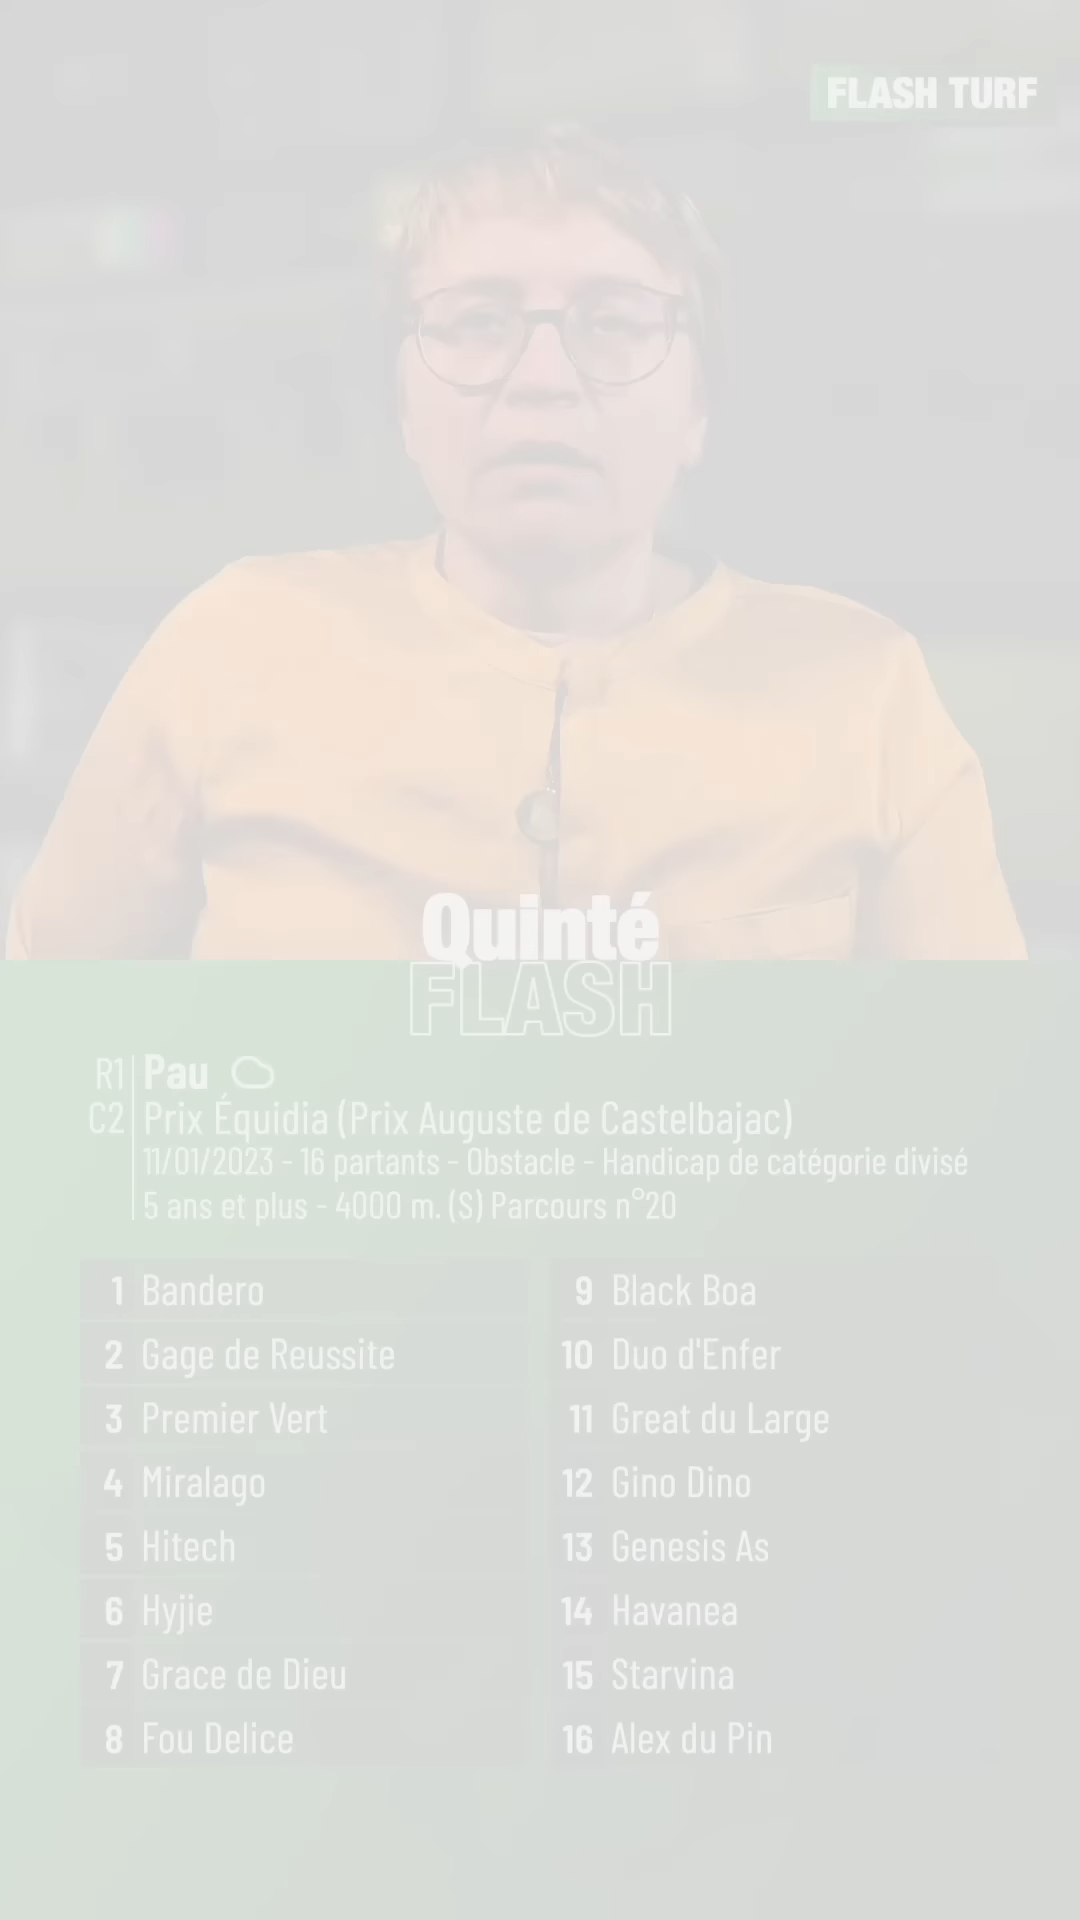 FLASH TURF
Quinté
FLASH
R1 Pau
C2 Prix Équidia (Prix Auguste de Castelbajac)
11/01/2023 - 16 partants - Obstacle - Handicap de catégorie divisé
5 ans et plus - 4000 m. (S) Parcours n°20
1 Bandero
2 Gage de Reussite
3 Premier Vert
4 Miralago
5 Hitech
6 Hyjie
7 Grace de Dieu
8 Fou Delice
9 Black Boa
10 Duo d'Enfer
11 Great du Large
12 Gino Dino
13 Genesis As
14 Havanea
15 Starvina
16 Alex du Pin